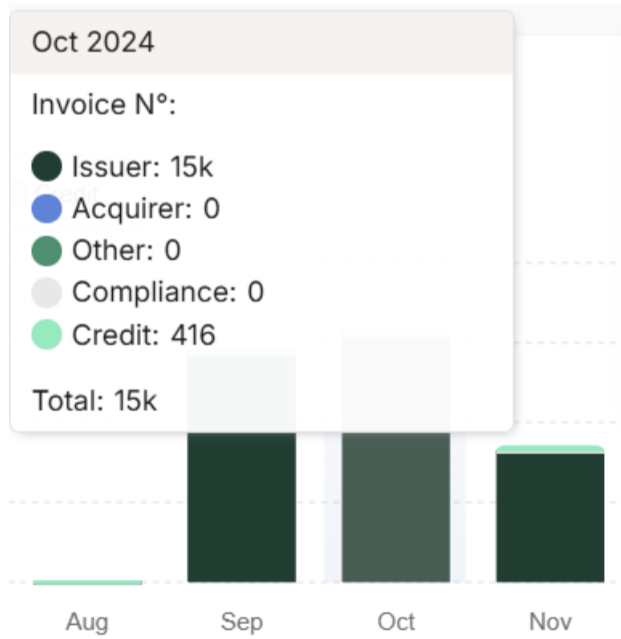 Oct 2024
Invoice N°:
Issuer: 15k
Credit
Acquirer: 0
Other: 0
Compliance: 0
Credit: 416
Total: 15k
Aug Sep Oct Nov